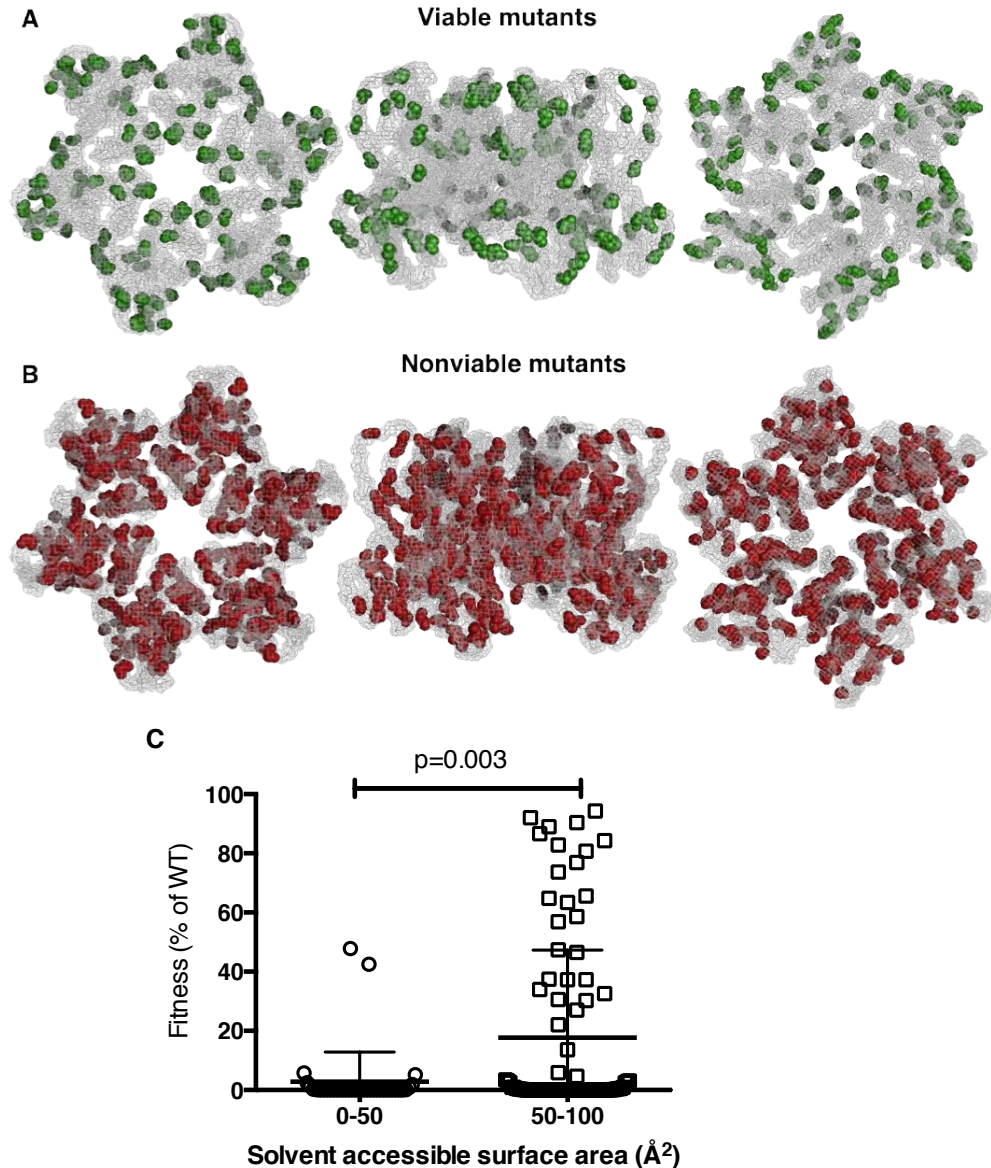 A
Viable mutants
B
Nonviable mutants
C
p=0.003
100
80
60
40
20
0
Fitness (% of WT)
0-50
50-100
Solvent accessible surface area (Å²)